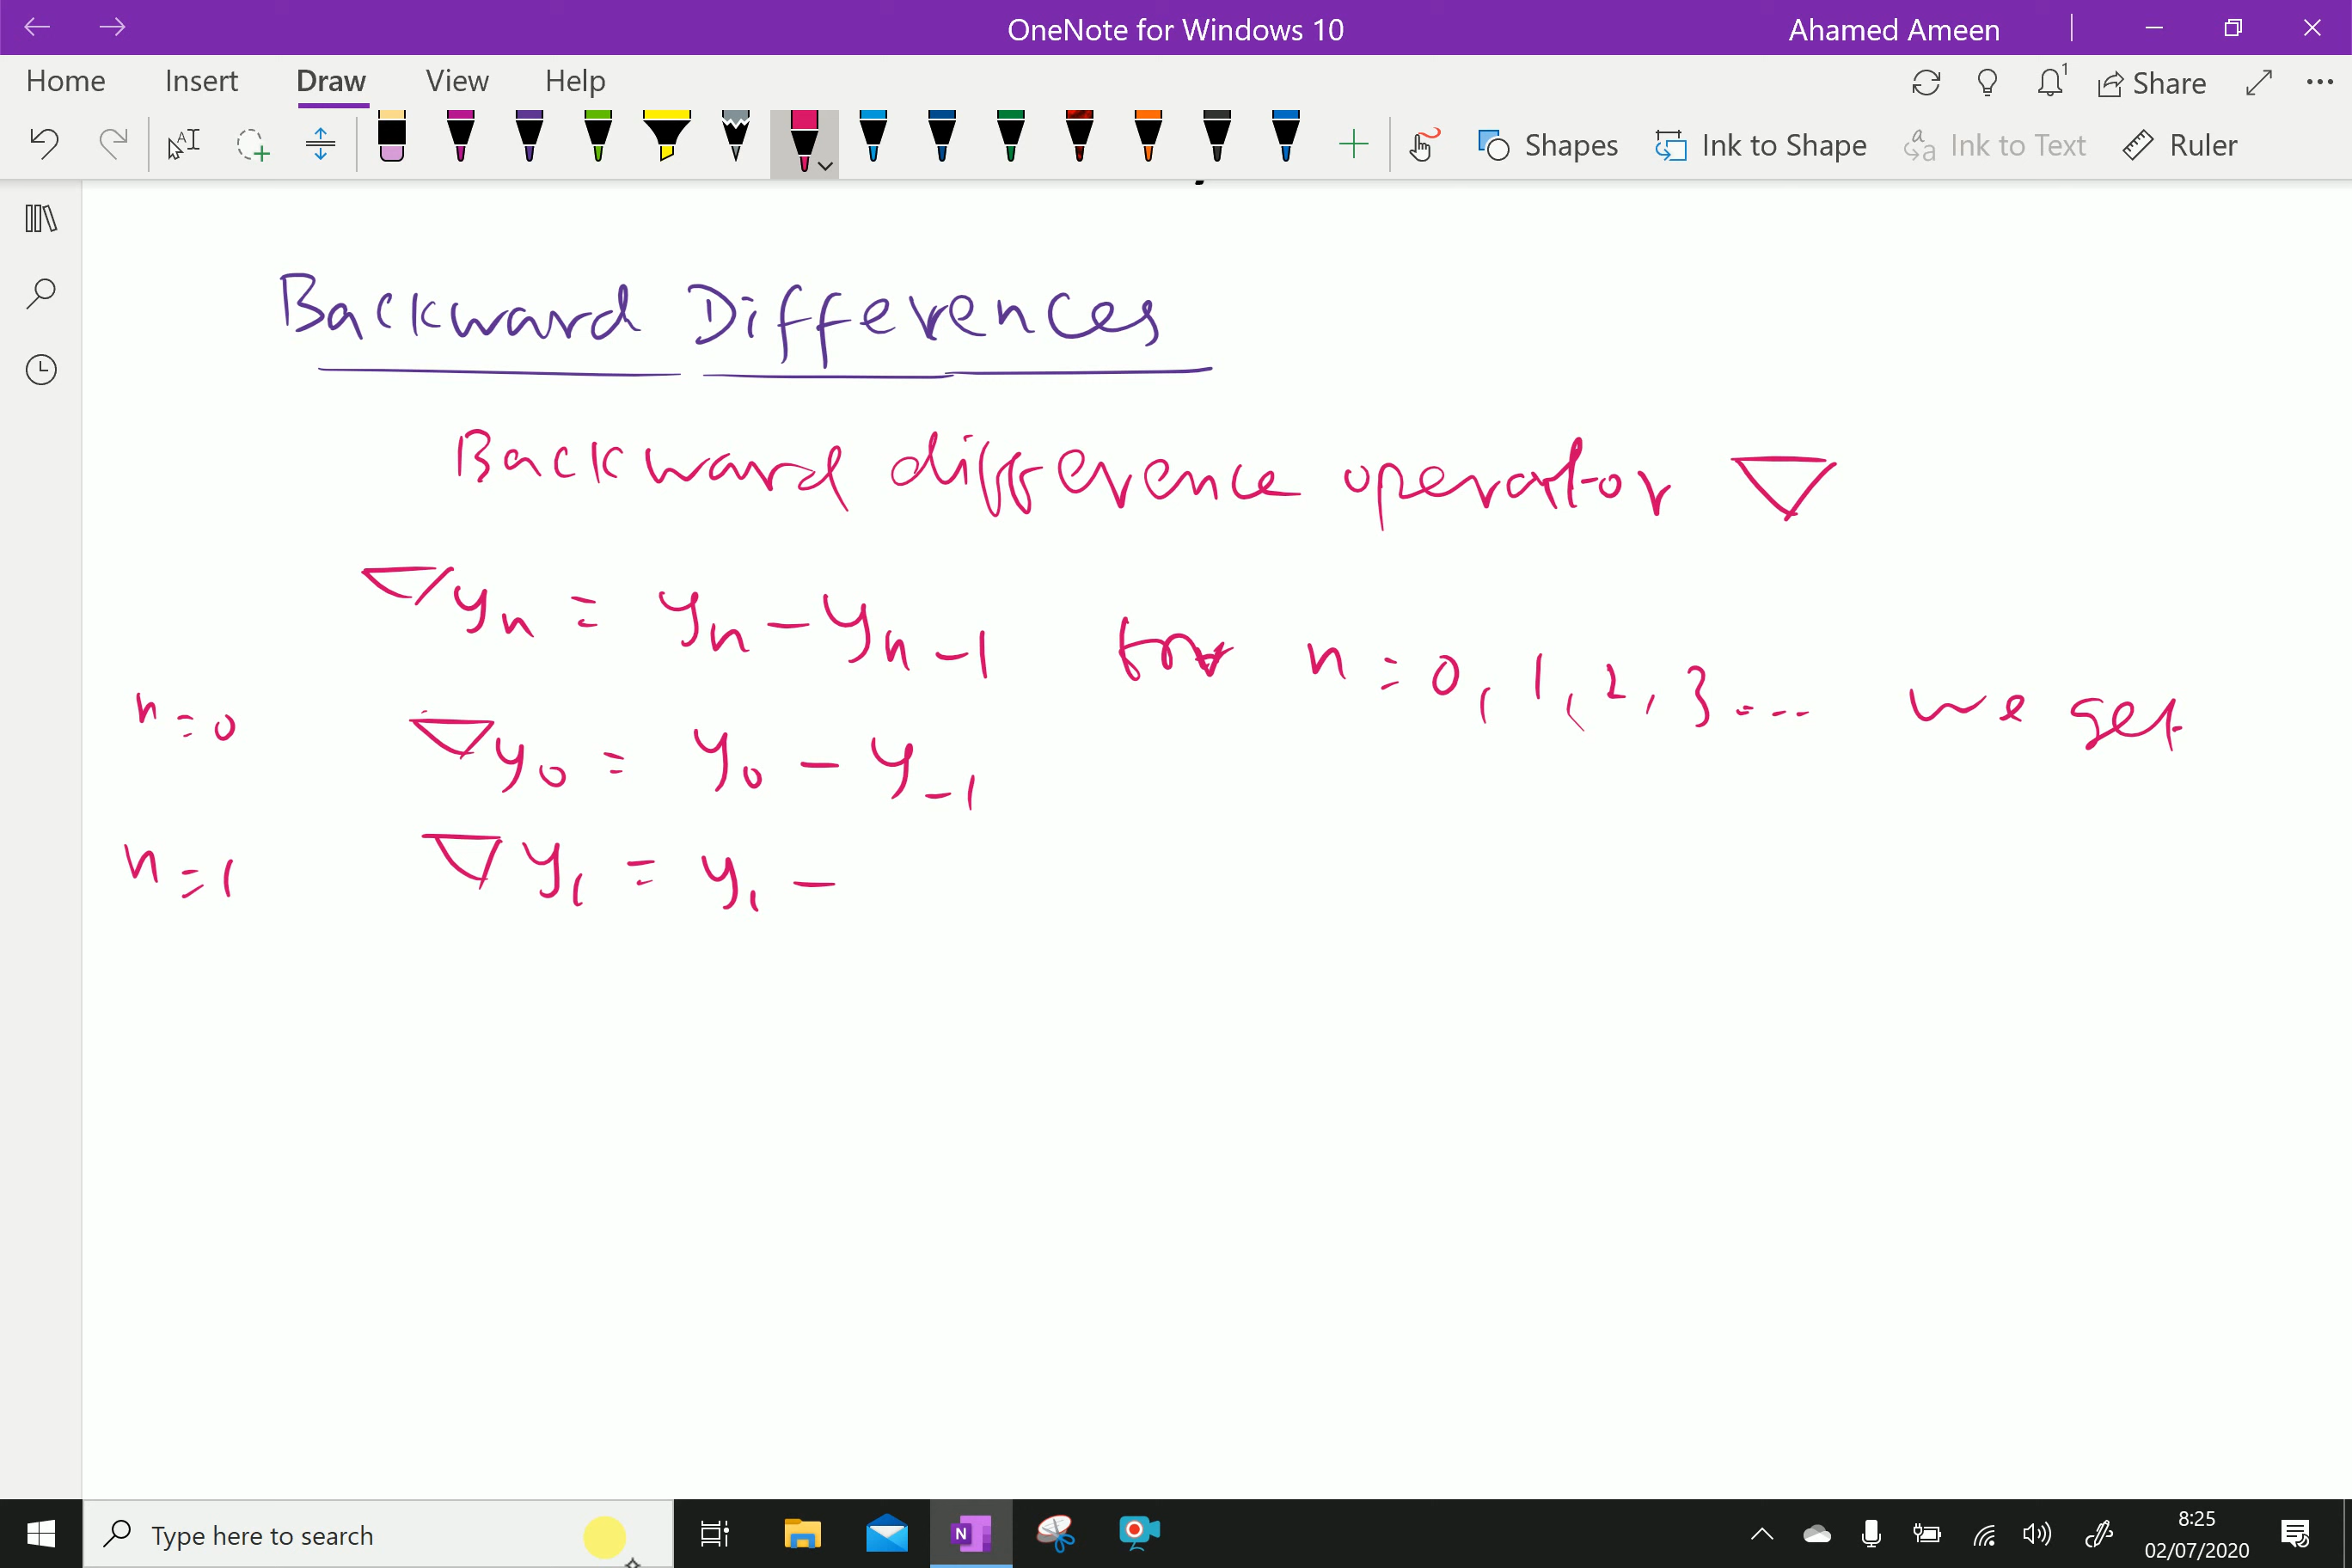 OneNote for Windows 10 Ahamed Ameen
Home Insert Draw View Help 1 Share
Shapes Ink to Shape Ink to Text Ruler
Backward Differences
Backward difference operator ▽
▽yₙ = yₙ − yₙ₋₁ for n = 0, 1, 2, 3 .... we get
n = 0 ▽y₀ = y₀ − y₋₁
n = 1 ▽y₁ = y₁ −
Type here to search
8:25
02/07/2020